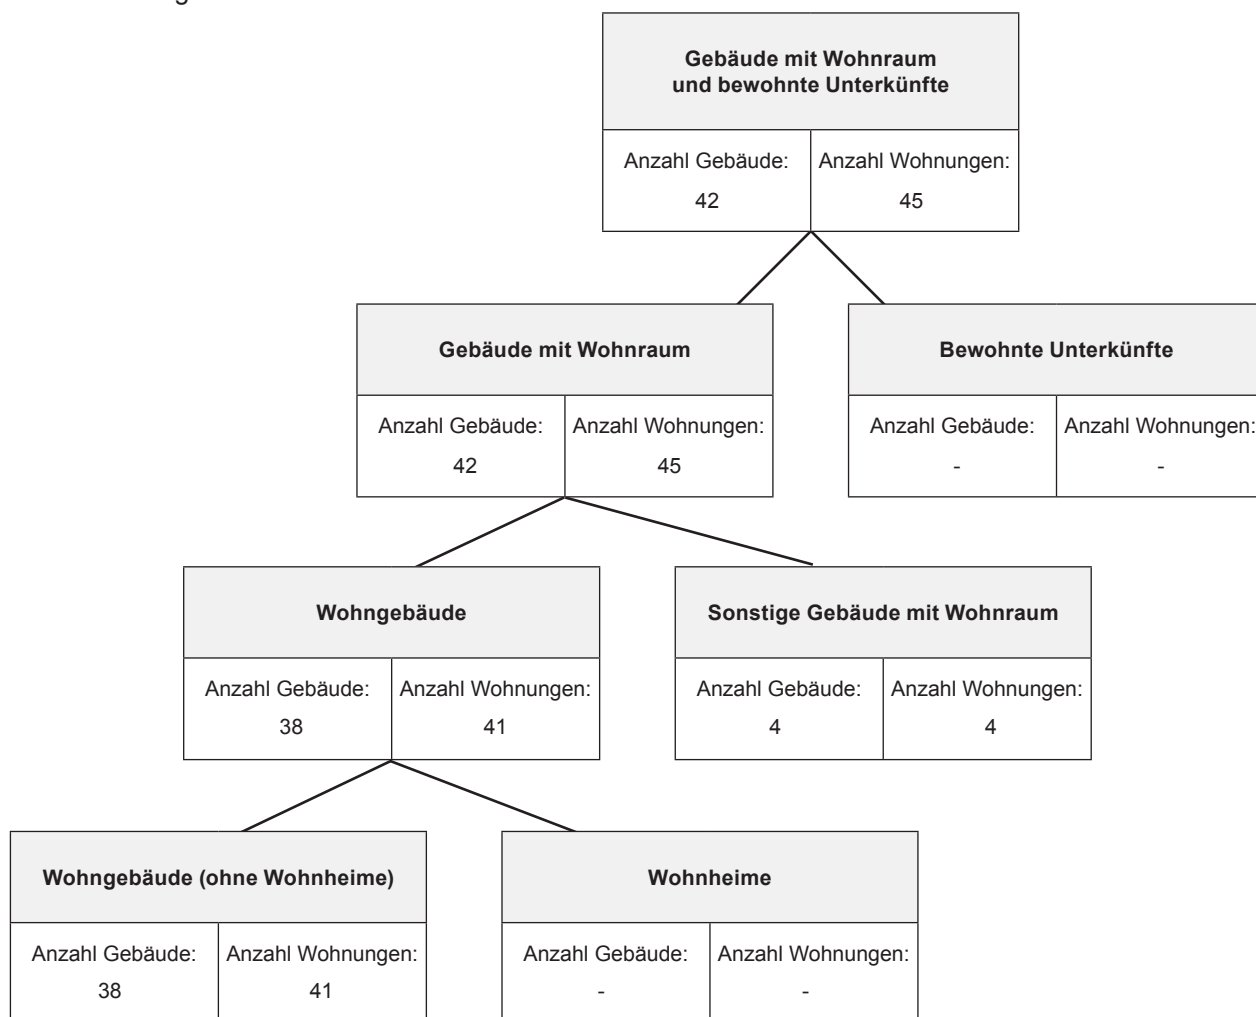 Gebäude mit Wohnraum
und bewohnte Unterkünfte
Anzahl Gebäude: Anzahl Wohnungen:
42 45
Gebäude mit Wohnraum
Anzahl Gebäude: Anzahl Wohnungen:
42 45
Bewohnte Unterkünfte
Anzahl Gebäude: Anzahl Wohnungen:
- -
Wohngebäude
Anzahl Gebäude: Anzahl Wohnungen:
38 41
Sonstige Gebäude mit Wohnraum
Anzahl Gebäude: Anzahl Wohnungen:
4 4
Wohngebäude (ohne Wohnheime)
Anzahl Gebäude: Anzahl Wohnungen:
38 41
Wohnheime
Anzahl Gebäude: Anzahl Wohnungen:
- -